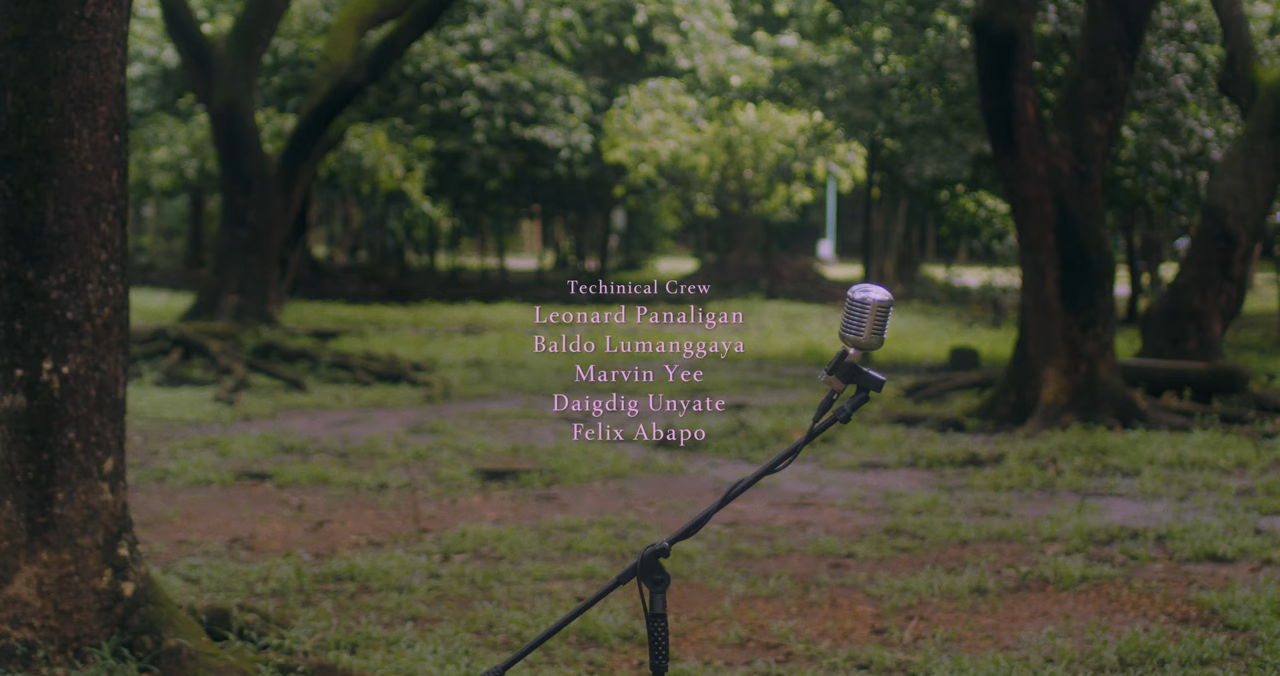 Techinical Crew
Leonard Panaligan
Baldo Lumanggaya
Marvin Yee
Daigdig Unyate
Felix Abapo